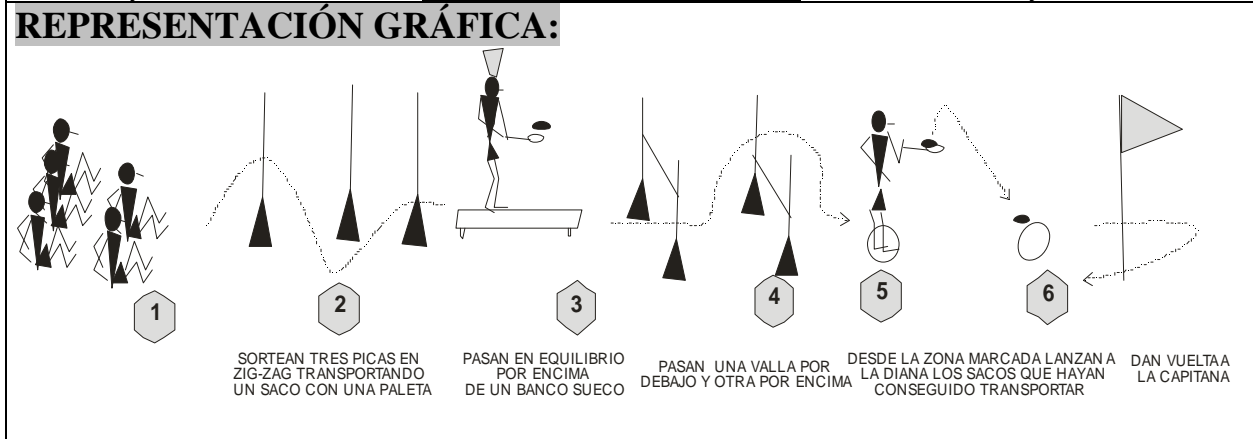 REPRESENTACIÓN GRÁFICA:
1
2
3
4
5
6
SORTEAN TRES PICAS EN
ZIG-ZAG TRANSPORTANDO
UN SACO CON UNA PALETA
PASAN EN EQUILIBRIO
POR ENCIMA
DE UN BANCO SUECO
PASAN UNA VALLA POR
DEBAJO Y OTRA POR ENCIMA
DESDE LA ZONA MARCADA LANZAN A
LA DIANA LOS SACOS QUE HAYAN
CONSEGUIDO TRANSPORTAR
DAN VUELTA A
LA CAPITANA